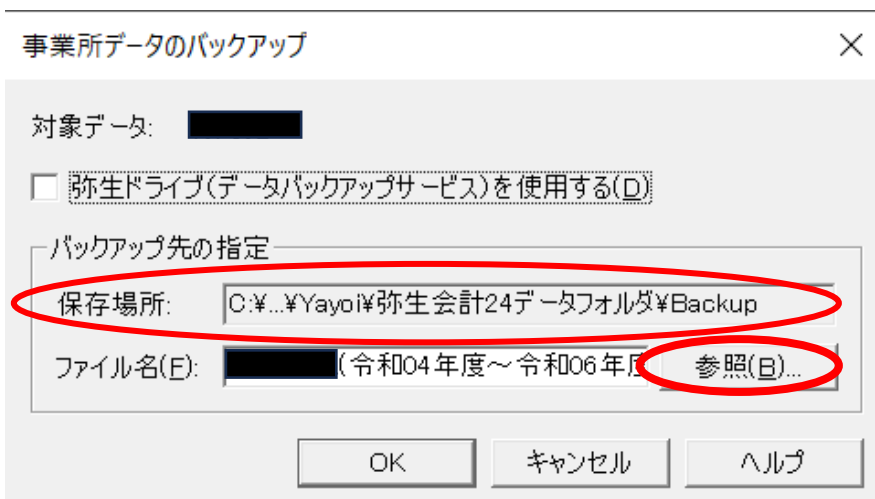 事業所データのバックアップ
対象データ:
弥生ドライブ(データバックアップサービス)を使用する(D)
バックアップ先の指定
保存場所: C:¥...¥Yayoi¥弥生会計24データフォルダ¥Backup
ファイル名(F): (令和04年度～令和06年度 参照(B)...
OK キャンセル ヘルプ